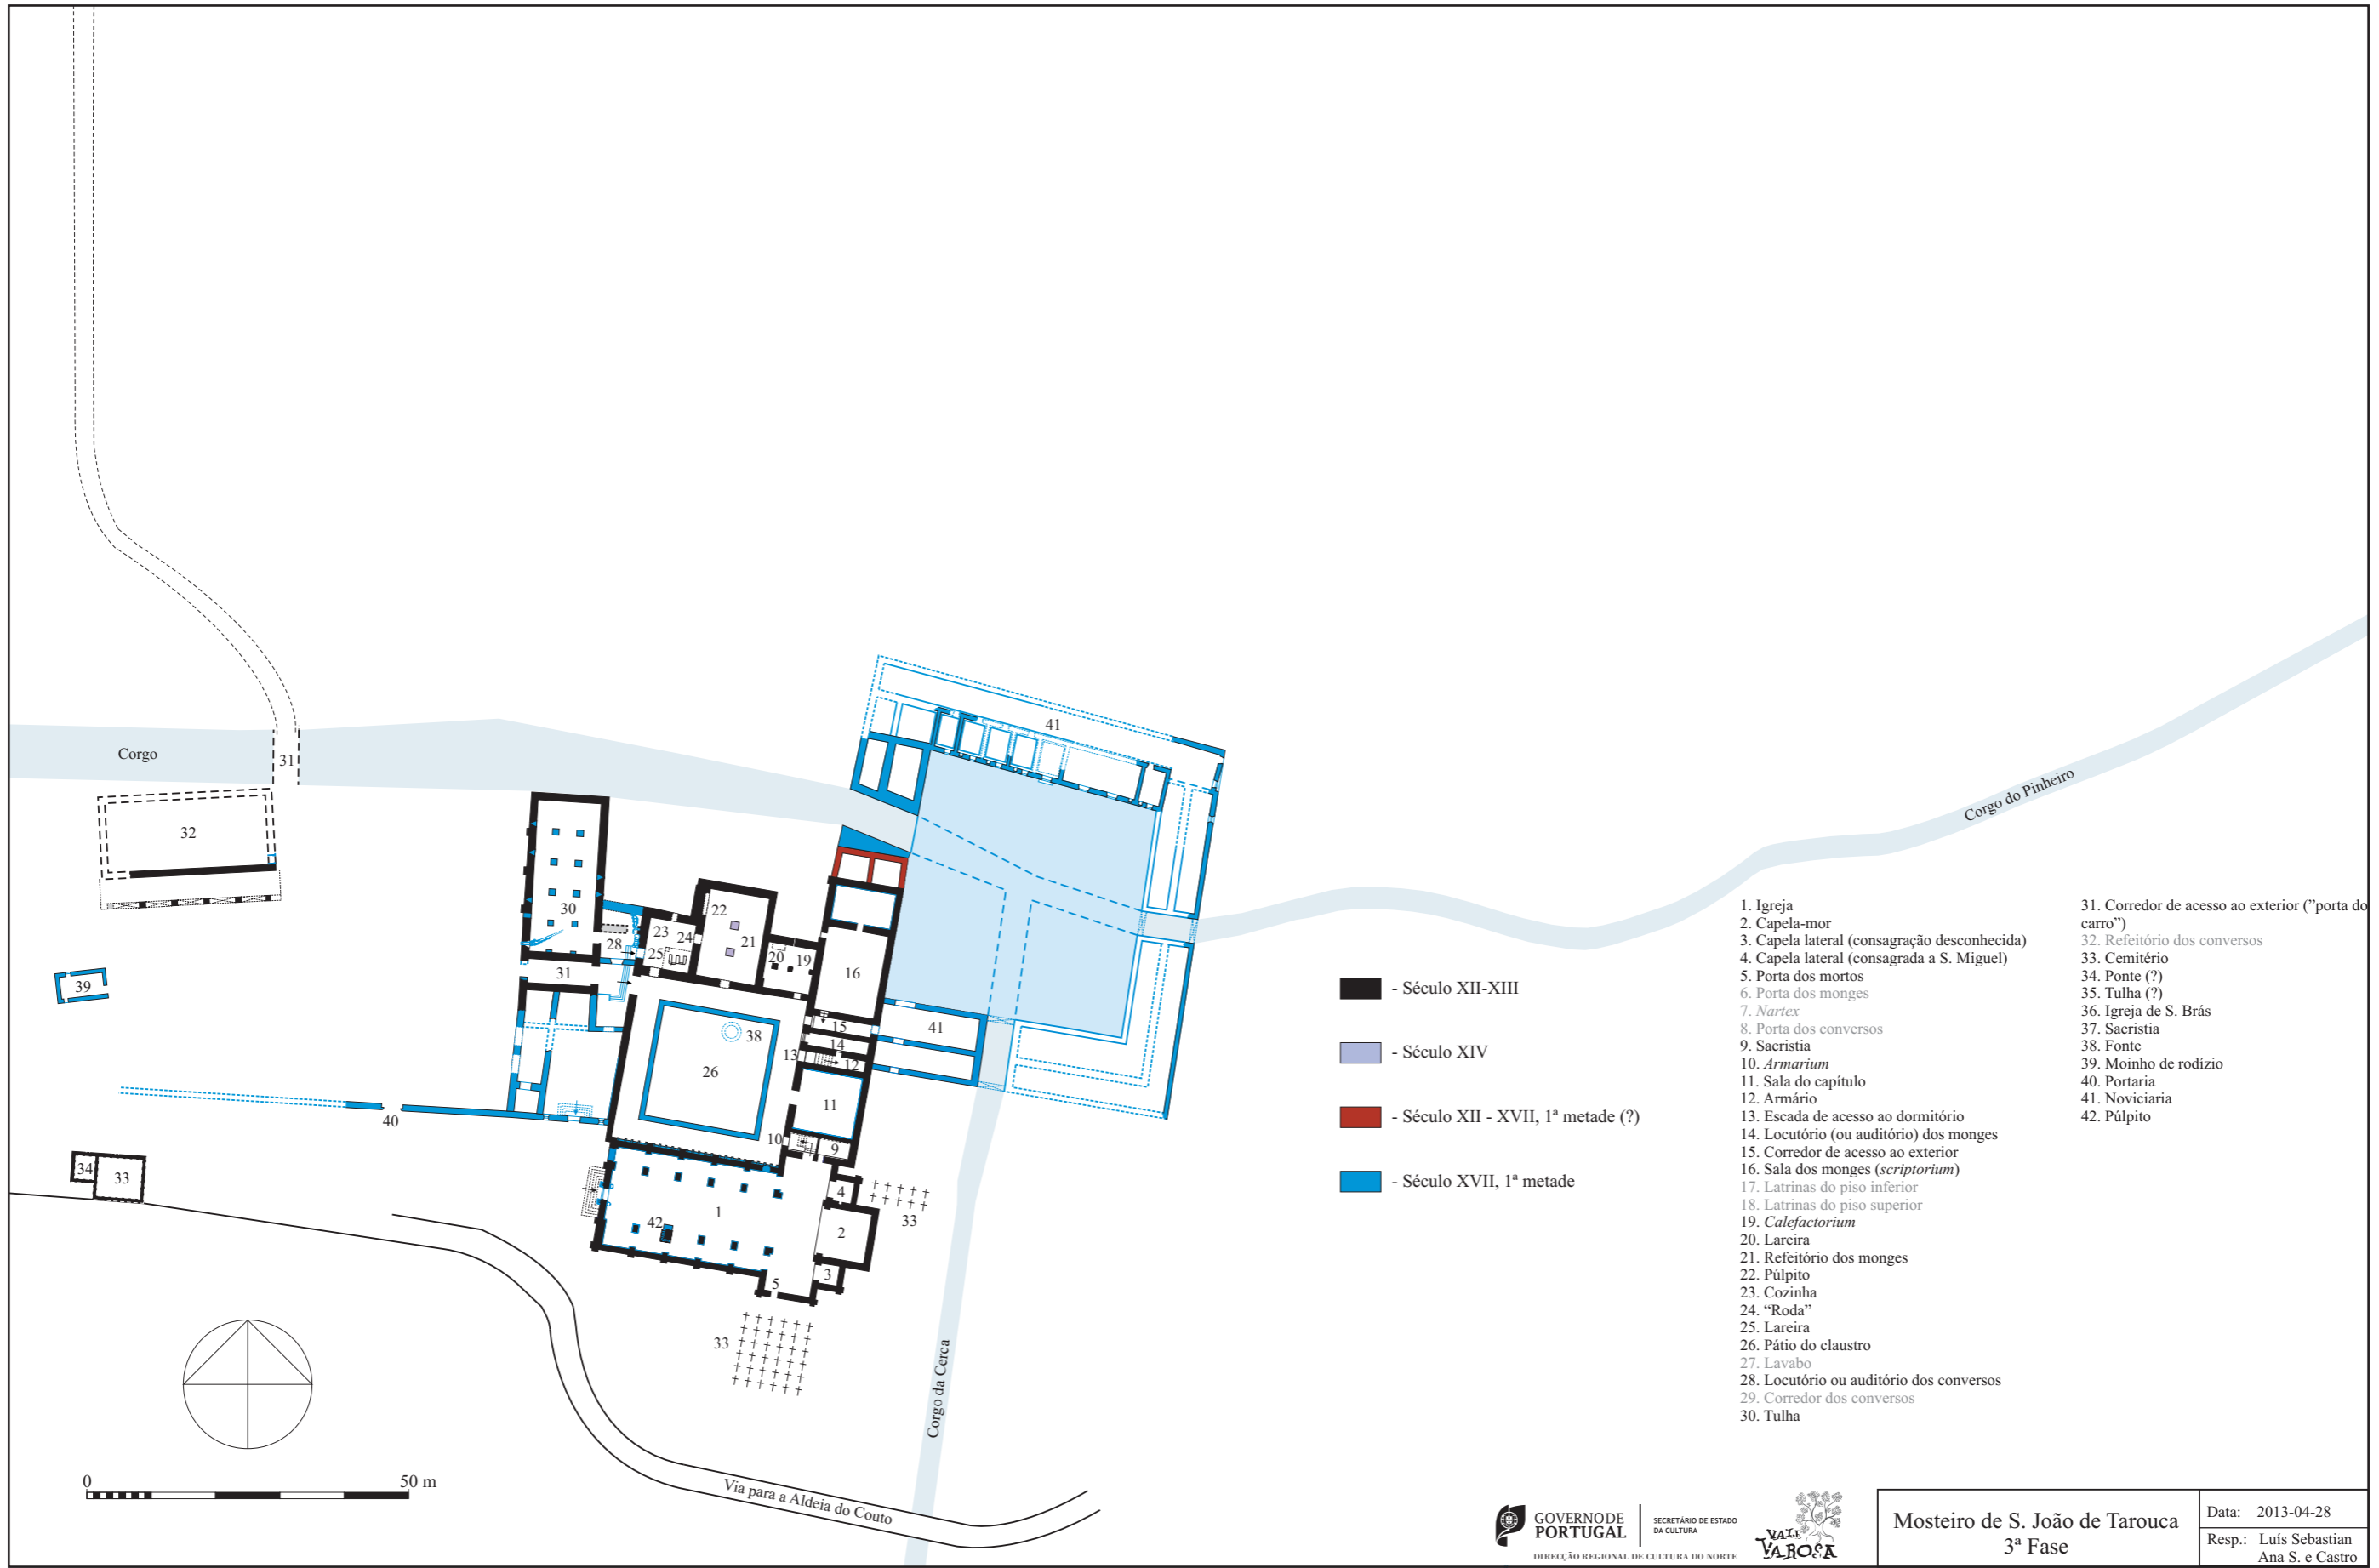 41
Corgo
31
32
Corgo do Pinheiro
30
22
23
24
21
28
25
20
19
16
31
39
38
15
41
14
13
12
26
11
40
10
9
34
33
4
33
1
42
2
3
5
33
Corgo da Cerca
Via para a Aldeia do Couto
0 50 m
- Século XII-XIII
- Século XIV
- Século XII - XVII, 1ª metade (?)
- Século XVII, 1ª metade
1. Igreja
2. Capela-mor
3. Capela lateral (consagração desconhecida)
4. Capela lateral (consagrada a S. Miguel)
5. Porta dos mortos
6. Porta dos monges
7. Nartex
8. Porta dos conversos
9. Sacristia
10. Armarium
11. Sala do capítulo
12. Armário
13. Escada de acesso ao dormitório
14. Locutório (ou auditório) dos monges
15. Corredor de acesso ao exterior
16. Sala dos monges (scriptorium)
17. Latrinas do piso inferior
18. Latrinas do piso superior
19. Calefactorium
20. Lareira
21. Refeitório dos monges
22. Púlpito
23. Cozinha
24. “Roda”
25. Lareira
26. Pátio do claustro
27. Lavabo
28. Locutório ou auditório dos conversos
29. Corredor dos conversos
30. Tulha
31. Corredor de acesso ao exterior (”porta do
carro”)
32. Refeitório dos conversos
33. Cemitério
34. Ponte (?)
35. Tulha (?)
36. Igreja de S. Brás
37. Sacristia
38. Fonte
39. Moinho de rodízio
40. Portaria
41. Noviciaria
42. Púlpito
GOVERNO DE
PORTUGAL
SECRETÁRIO DE ESTADO
DA CULTURA
DIRECÇÃO REGIONAL DE CULTURA DO NORTE
VALE
VAROSA
Mosteiro de S. João de Tarouca
3ª Fase
Data: 2013-04-28
Resp.: Luís Sebastian
Ana S. e Castro